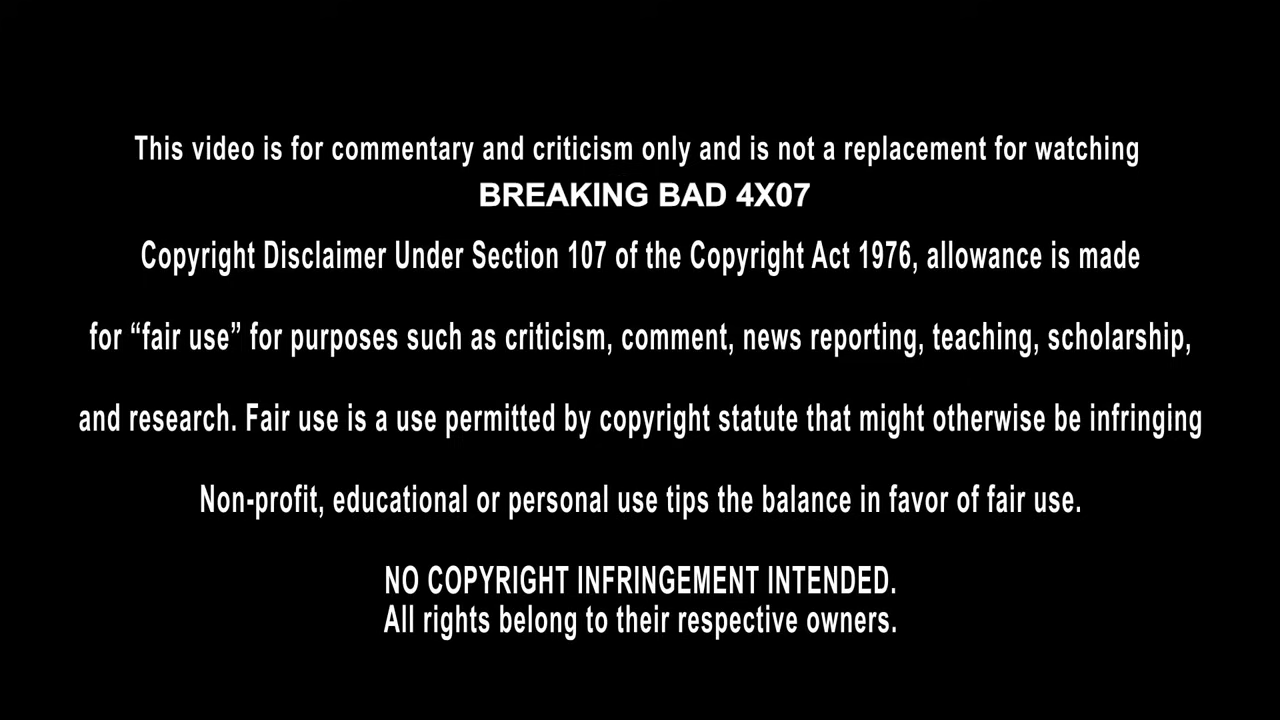 This video is for commentary and criticism only and is not a replacement for watching
BREAKING BAD 4X07
Copyright Disclaimer Under Section 107 of the Copyright Act 1976, allowance is made
for “fair use” for purposes such as criticism, comment, news reporting, teaching, scholarship,
and research. Fair use is a use permitted by copyright statute that might otherwise be infringing
Non-profit, educational or personal use tips the balance in favor of fair use.
NO COPYRIGHT INFRINGEMENT INTENDED.
All rights belong to their respective owners.